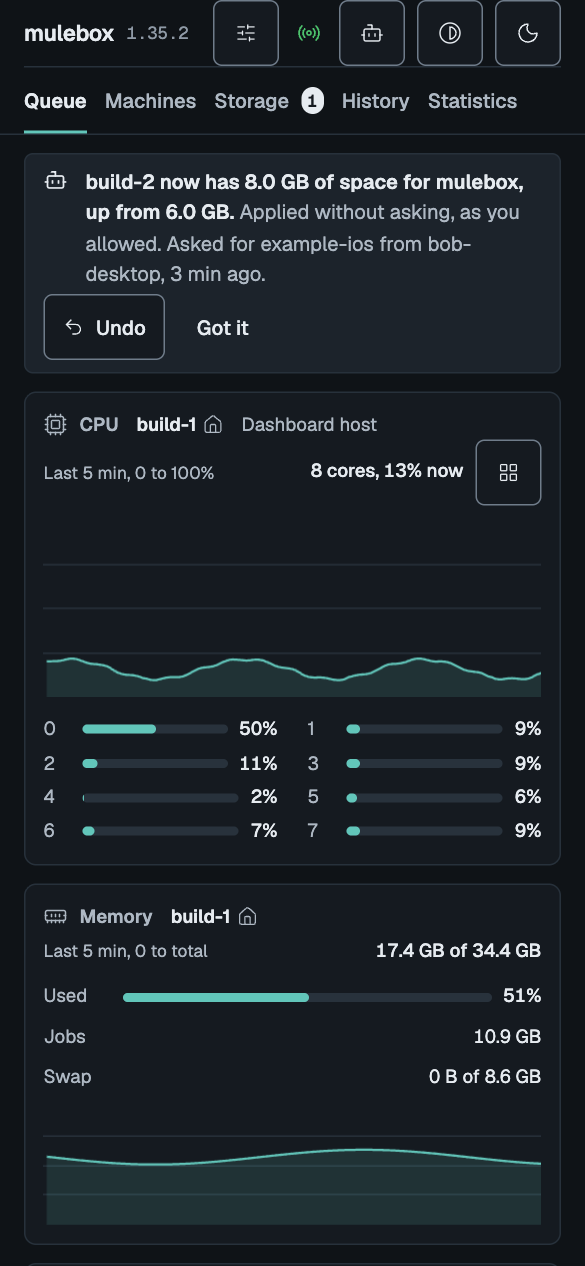 mulebox 1.35.2
Queue Machines Storage 1 History Statistics
build-2 now has 8.0 GB of space for mulebox,
up from 6.0 GB. Applied without asking, as you
allowed. Asked for example-ios from bob-
desktop, 3 min ago.
Undo Got it
CPU build-1 Dashboard host
Last 5 min, 0 to 100% 8 cores, 13% now
0 50% 1 9%
2 11% 3 9%
4 2% 5 6%
6 7% 7 9%
Memory build-1
Last 5 min, 0 to total 17.4 GB of 34.4 GB
Used 51%
Jobs 10.9 GB
Swap 0 B of 8.6 GB